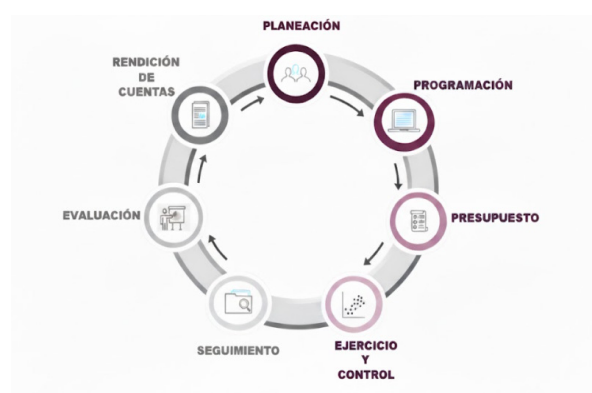 PLANEACIÓN
PROGRAMACIÓN
PRESUPUESTO
EJERCICIO
Y
CONTROL
SEGUIMIENTO
EVALUACIÓN
RENDICIÓN
DE
CUENTAS